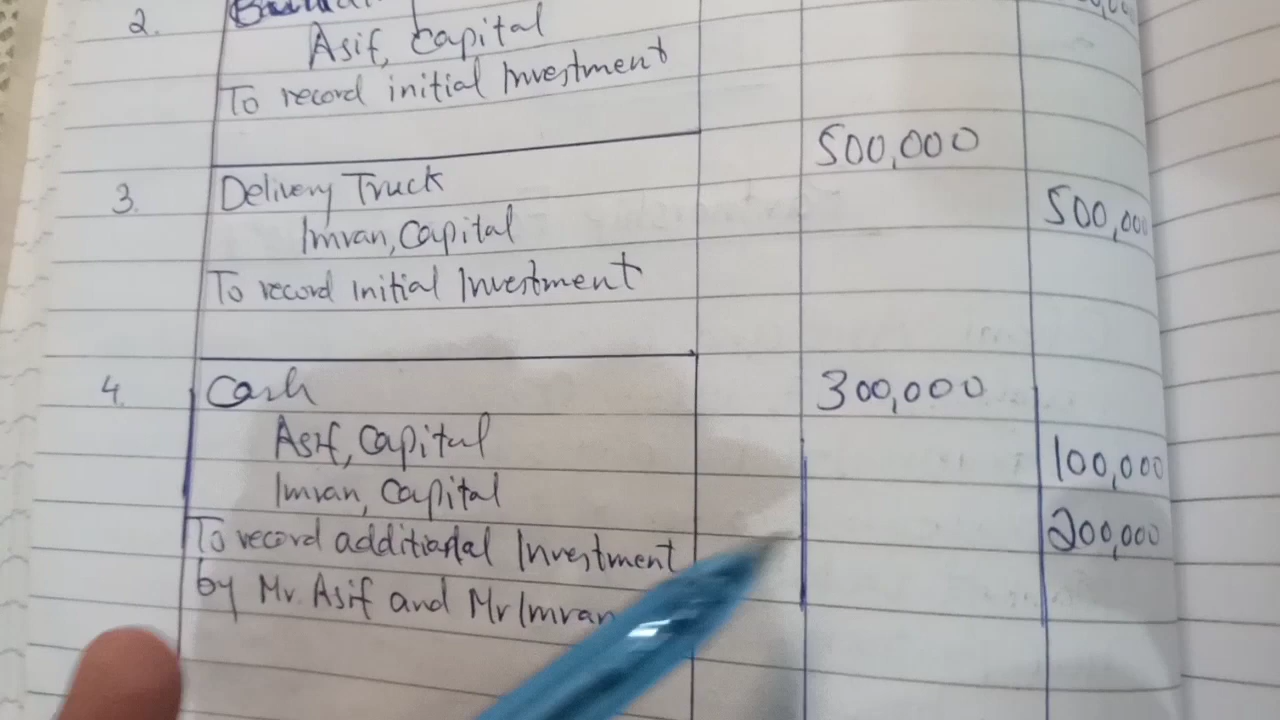 2.
Asif, Capital
To record initial Investment
500,000
3. Delivery Truck
Imran, Capital 500,000
To record initial Investment
4. Cash 300,000
Asif, Capital 100,000
Imran, Capital 200,000
To record additional Investment
by Mr. Asif and Mr Imran